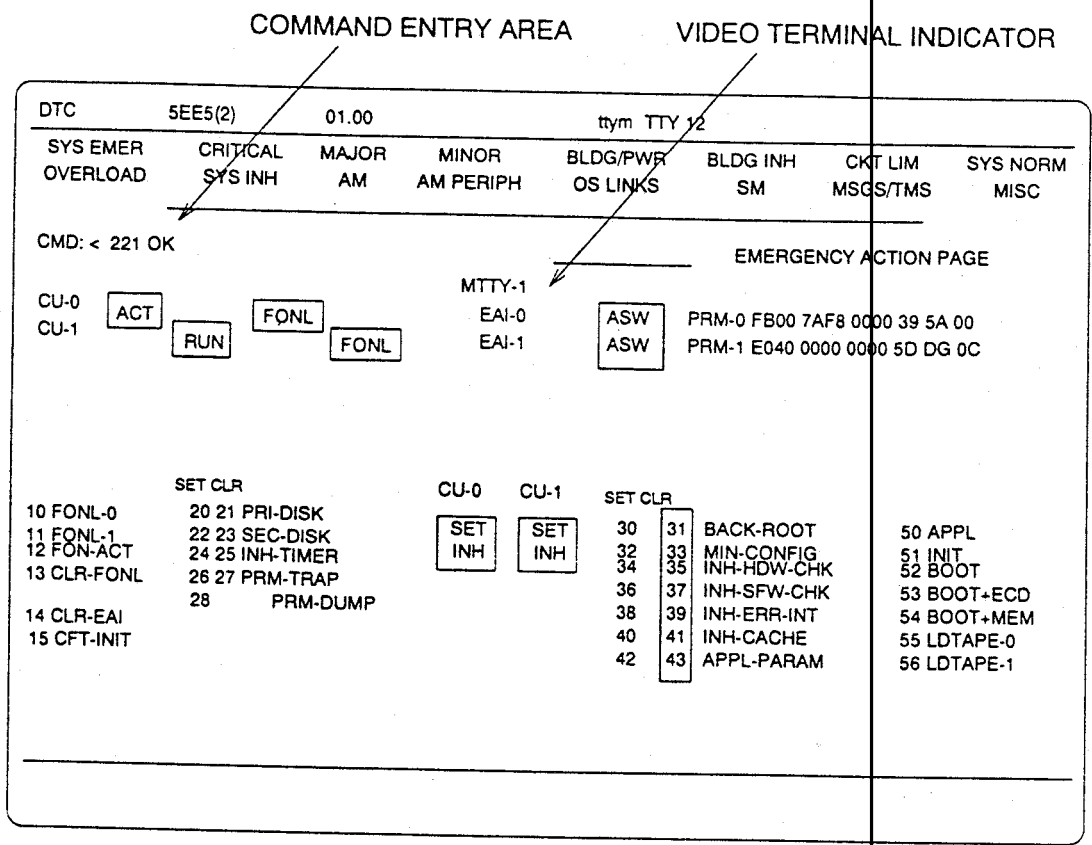 COMMAND ENTRY AREA VIDEO TERMINAL INDICATOR
DTC 5EE5(2) 01.00 ttym TTY 12
SYS EMER CRITICAL MAJOR MINOR BLDG/PWR BLDG INH CKT LIM SYS NORM
OVERLOAD SYS INH AM AM PERIPH OS LINKS SM MSGS/TMS MISC
CMD: < 221 OK
EMERGENCY ACTION PAGE
MTTY-1
CU-0 ACT FONL EAI-0 ASW PRM-0 FB00 7AF8 0000 39 5A 00
CU-1 RUN FONL EAI-1 ASW PRM-1 E040 0000 0000 5D DG 0C
SET CLR CU-0 CU-1 SET CLR
10 FONL-0 20 21 PRI-DISK SET SET 30 31 BACK-ROOT 50 APPL
11 FONL-1 22 23 SEC-DISK INH INH 32 33 MIN-CONFIG 51 INIT
12 FON-ACT 24 25 INH-TIMER 34 35 INH-HDW-CHK 52 BOOT
13 CLR-FONL 26 27 PRM-TRAP 36 37 INH-SFW-CHK 53 BOOT+ECD
28 PRM-DUMP 38 39 INH-ERR-INT 54 BOOT+MEM
14 CLR-EAI 40 41 INH-CACHE 55 LDTAPE-0
15 CFT-INIT 42 43 APPL-PARAM 56 LDTAPE-1